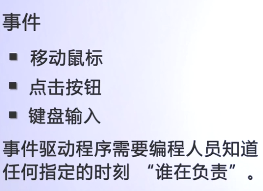 事件
▪ 移动鼠标
▪ 点击按钮
▪ 键盘输入
事件驱动程序需要编程人员知道
任何指定的时刻 “谁在负责”。